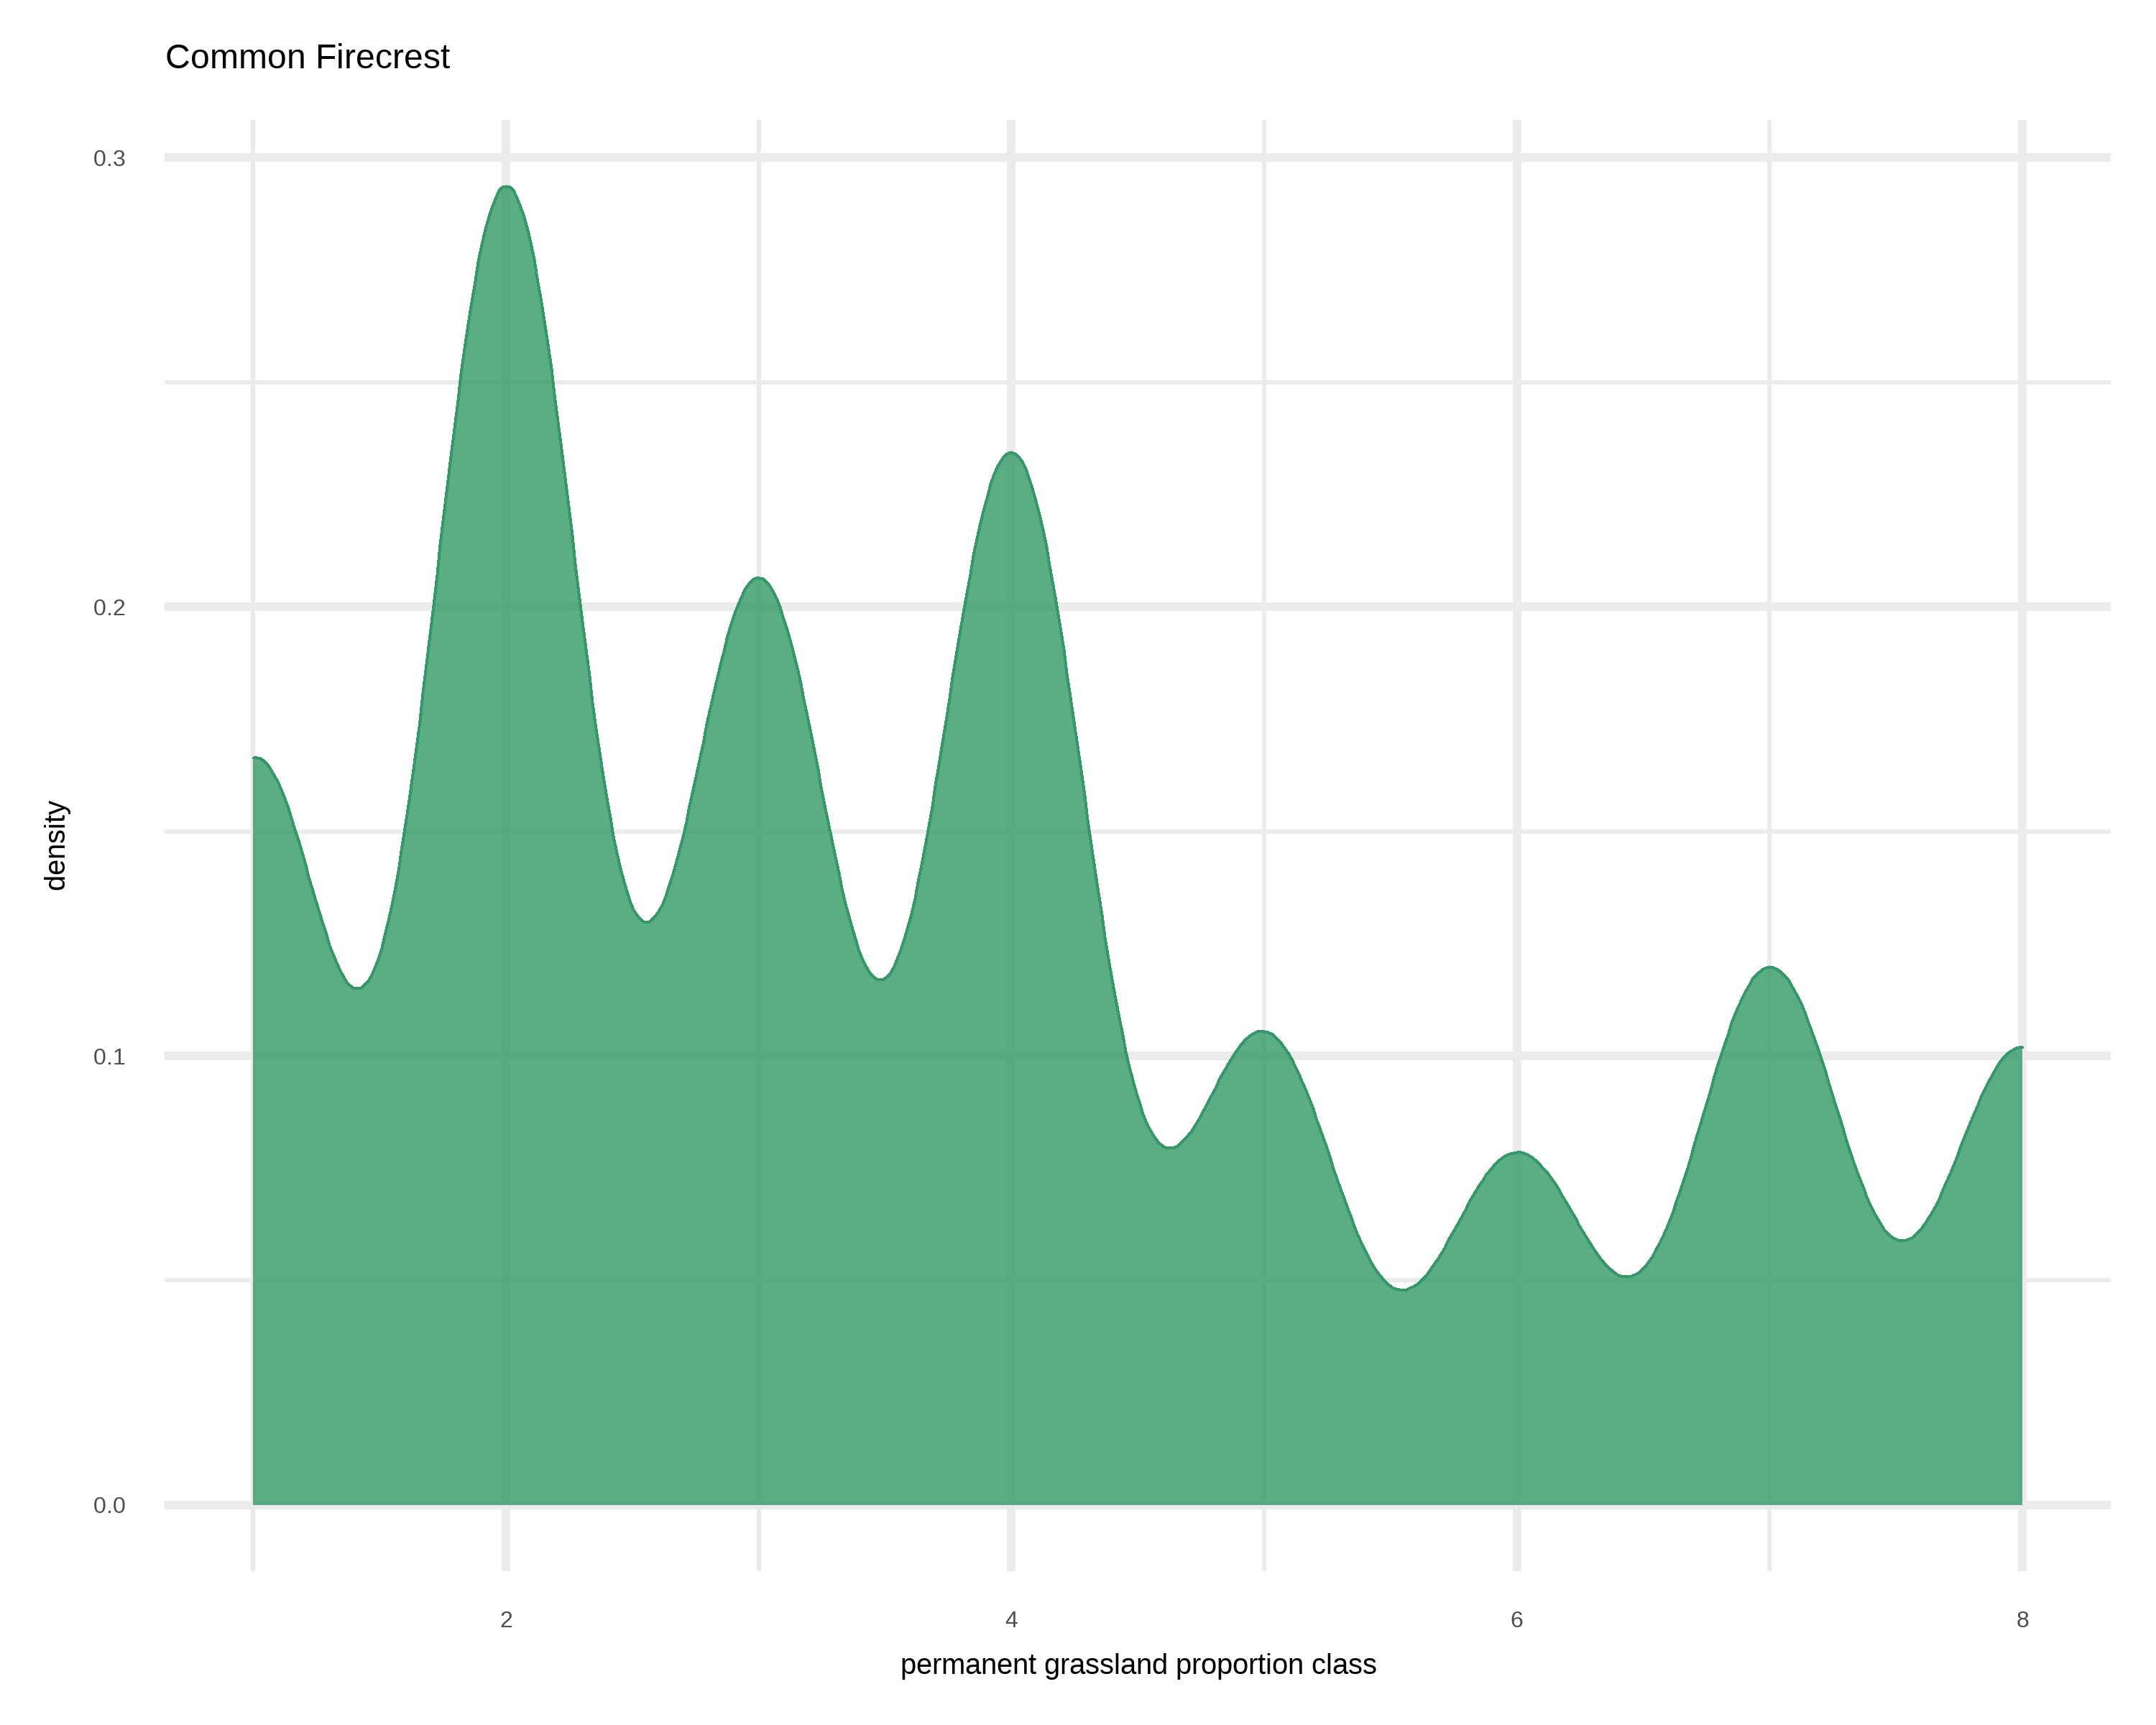 Common Firecrest
0.3
0.2
0.1
0.0
density
2 4 6 8
permanent grassland proportion class